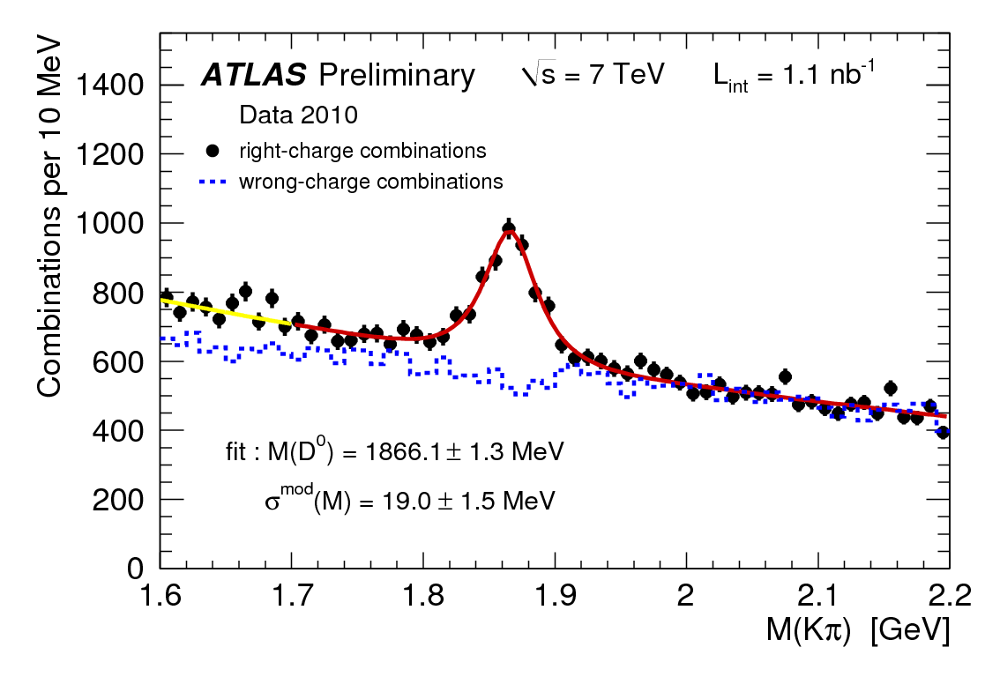 ATLAS Preliminary √s = 7 TeV L_int = 1.1 nb⁻¹
Data 2010
right-charge combinations
wrong-charge combinations
Combinations per 10 MeV
1400
1200
1000
800
600
400
200
0
fit : M(D⁰) = 1866.1 ± 1.3 MeV
σ^mod(M) = 19.0 ± 1.5 MeV
1.6 1.7 1.8 1.9 2 2.1 2.2
M(Kπ) [GeV]